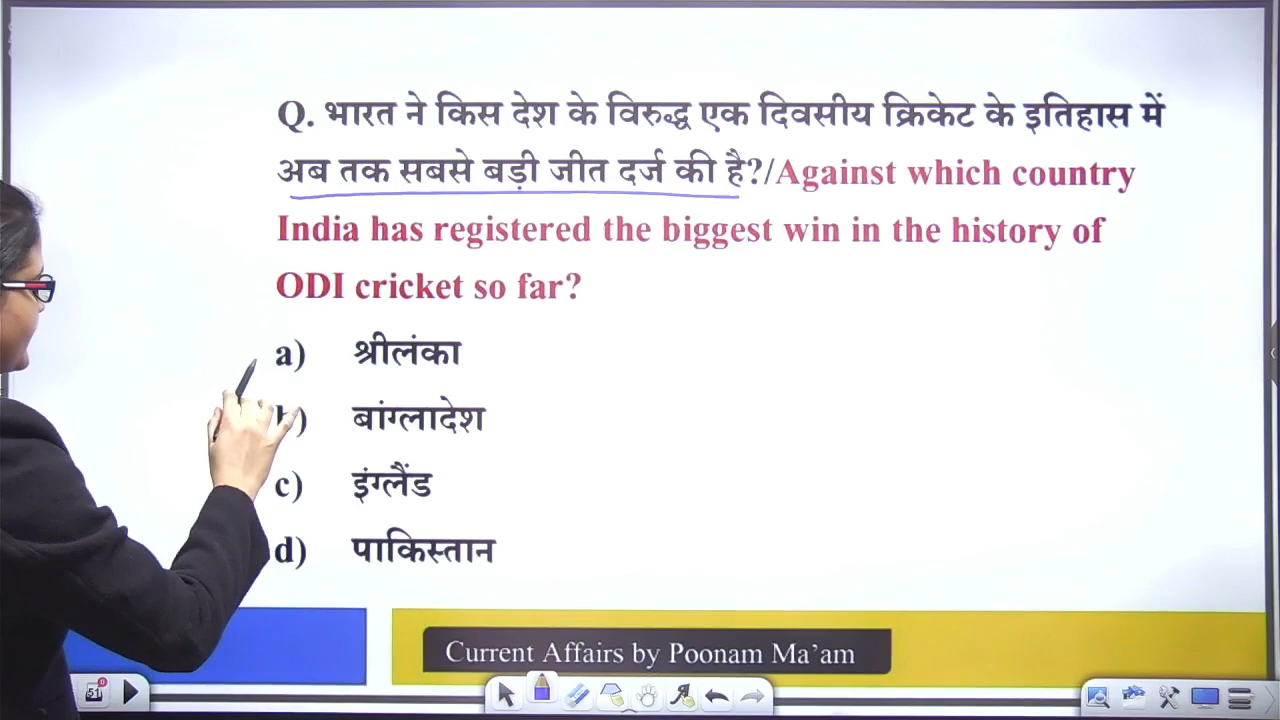 Q. भारत ने किस देश के विरुद्ध एक दिवसीय क्रिकेट के इतिहास में
अब तक सबसे बड़ी जीत दर्ज की है?/Against which country
India has registered the biggest win in the history of
ODI cricket so far?
a) श्रीलंका
b) बांग्लादेश
c) इंग्लैंड
d) पाकिस्तान
Current Affairs by Poonam Ma'am
51